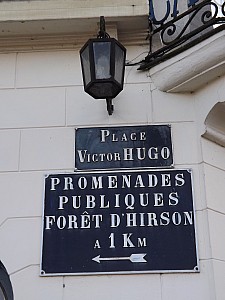 PLACE
VICTOR HUGO
PROMENADES
PUBLIQUES
FORÊT D'HIRSON
A 1 KM